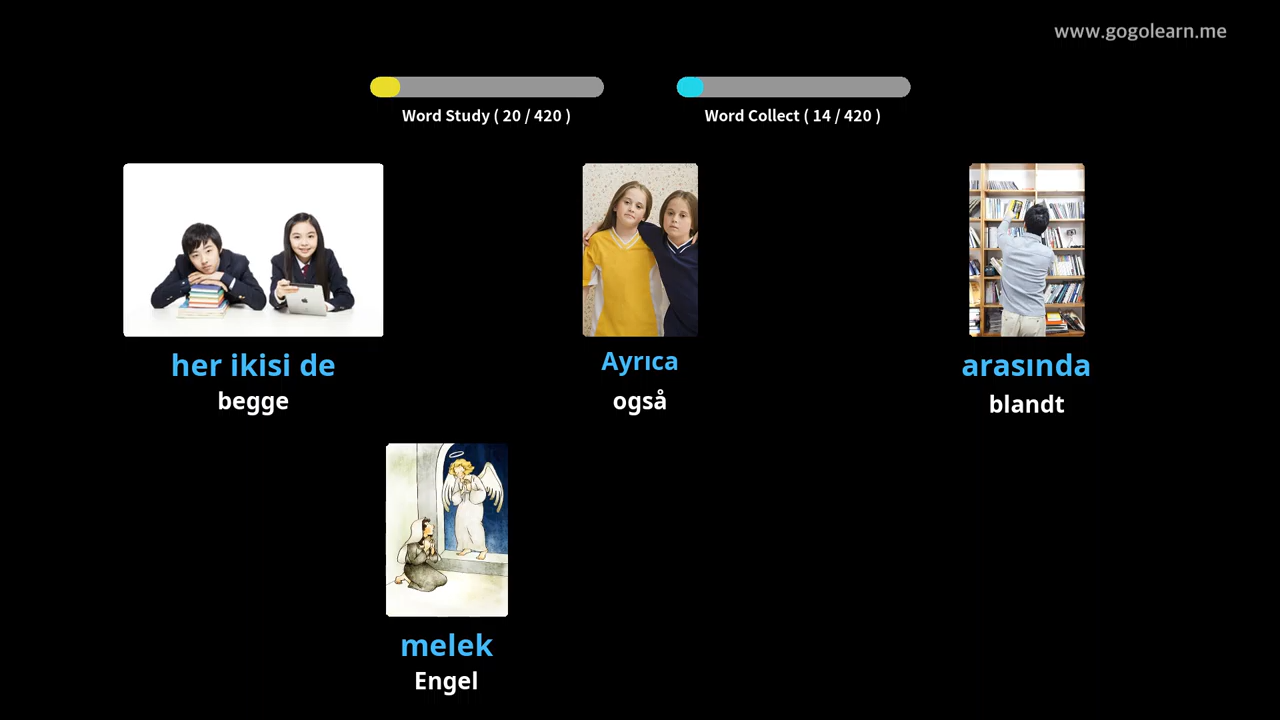 www.gogolearn.me
Word Study ( 20 / 420 )
Word Collect ( 14 / 420 )
her ikisi de
begge
Ayrıca
også
arasında
blandt
melek
Engel